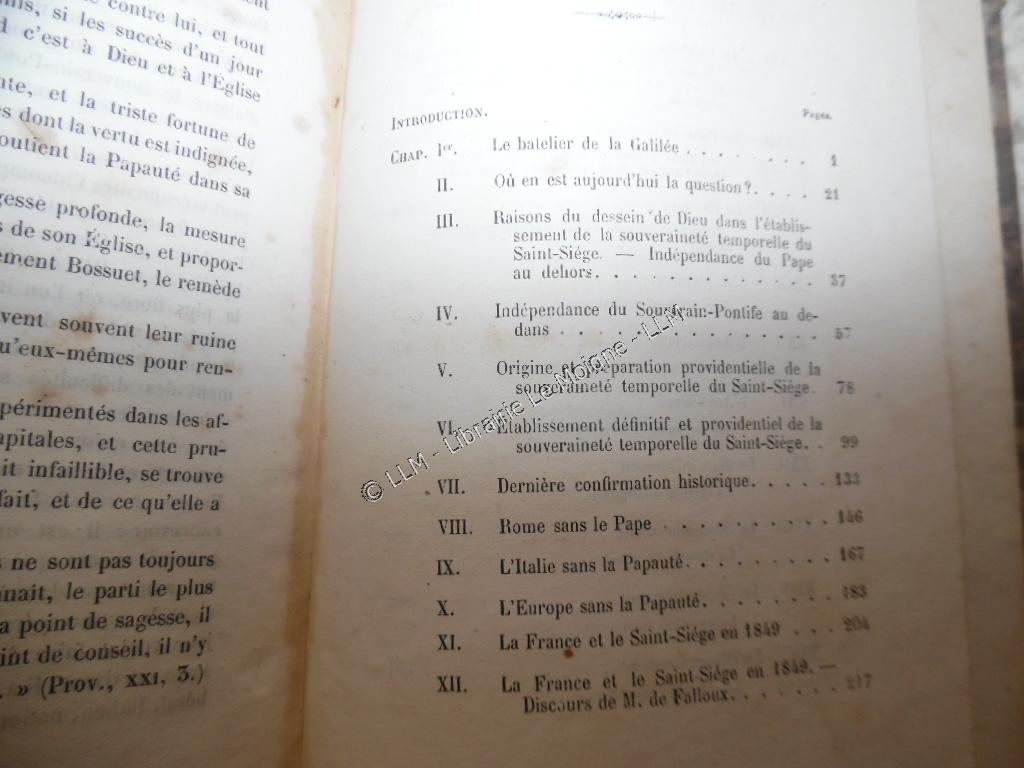 contre lui, et tout
si les succès d'un jour
c'est à Dieu et à l'Église
et la triste fortune de
dont la vertu est indignée,
outient la Papauté dans sa
gesse profonde, la mesure
de son Église, et propor-
ement Bossuet, le remède
vent souvent leur ruine
qu'eux-mêmes pour ren-
périmentés dans les af-
apitales, et cette pru-
it infaillible, se trouve
fait, et de ce qu'elle a
ne sont pas toujours
nnaît, le parti le plus
a point de sagesse, il
int de conseil, il n'y
. » (Prov., XXI, 3.)
Pages.
INTRODUCTION.
CHAP. Ier. Le batelier de la Galilée . . . . . . . . 1
II. Où en est aujourd'hui la question?. . . . . 21
III. Raisons du dessein de Dieu dans l'établis-
sement de la souveraineté temporelle du
Saint-Siége. — Indépendance du Pape
au dehors. . . . . . . . . . . . . 37
IV. Indépendance du Souverain-Pontife au de-
dans . . . . . . . . . . . . . . 57
V. Origine et préparation providentielle de la
souveraineté temporelle du Saint-Siége. 78
VI. Établissement définitif et providentiel de la
souveraineté temporelle du Saint-Siége. . 99
VII. Dernière confirmation historique. . . . . . 133
VIII. Rome sans le Pape . . . . . . . . . . 146
IX. L'Italie sans la Papauté. . . . . . . . . 167
X. L'Europe sans la Papauté. . . . . . . . 183
XI. La France et le Saint-Siége en 1849 . . . 204
XII. La France et le Saint-Siége en 1849. —
Discours de M. de Falloux. . . . . . . 217
© LLM - Librairie Le Moigne - LLM